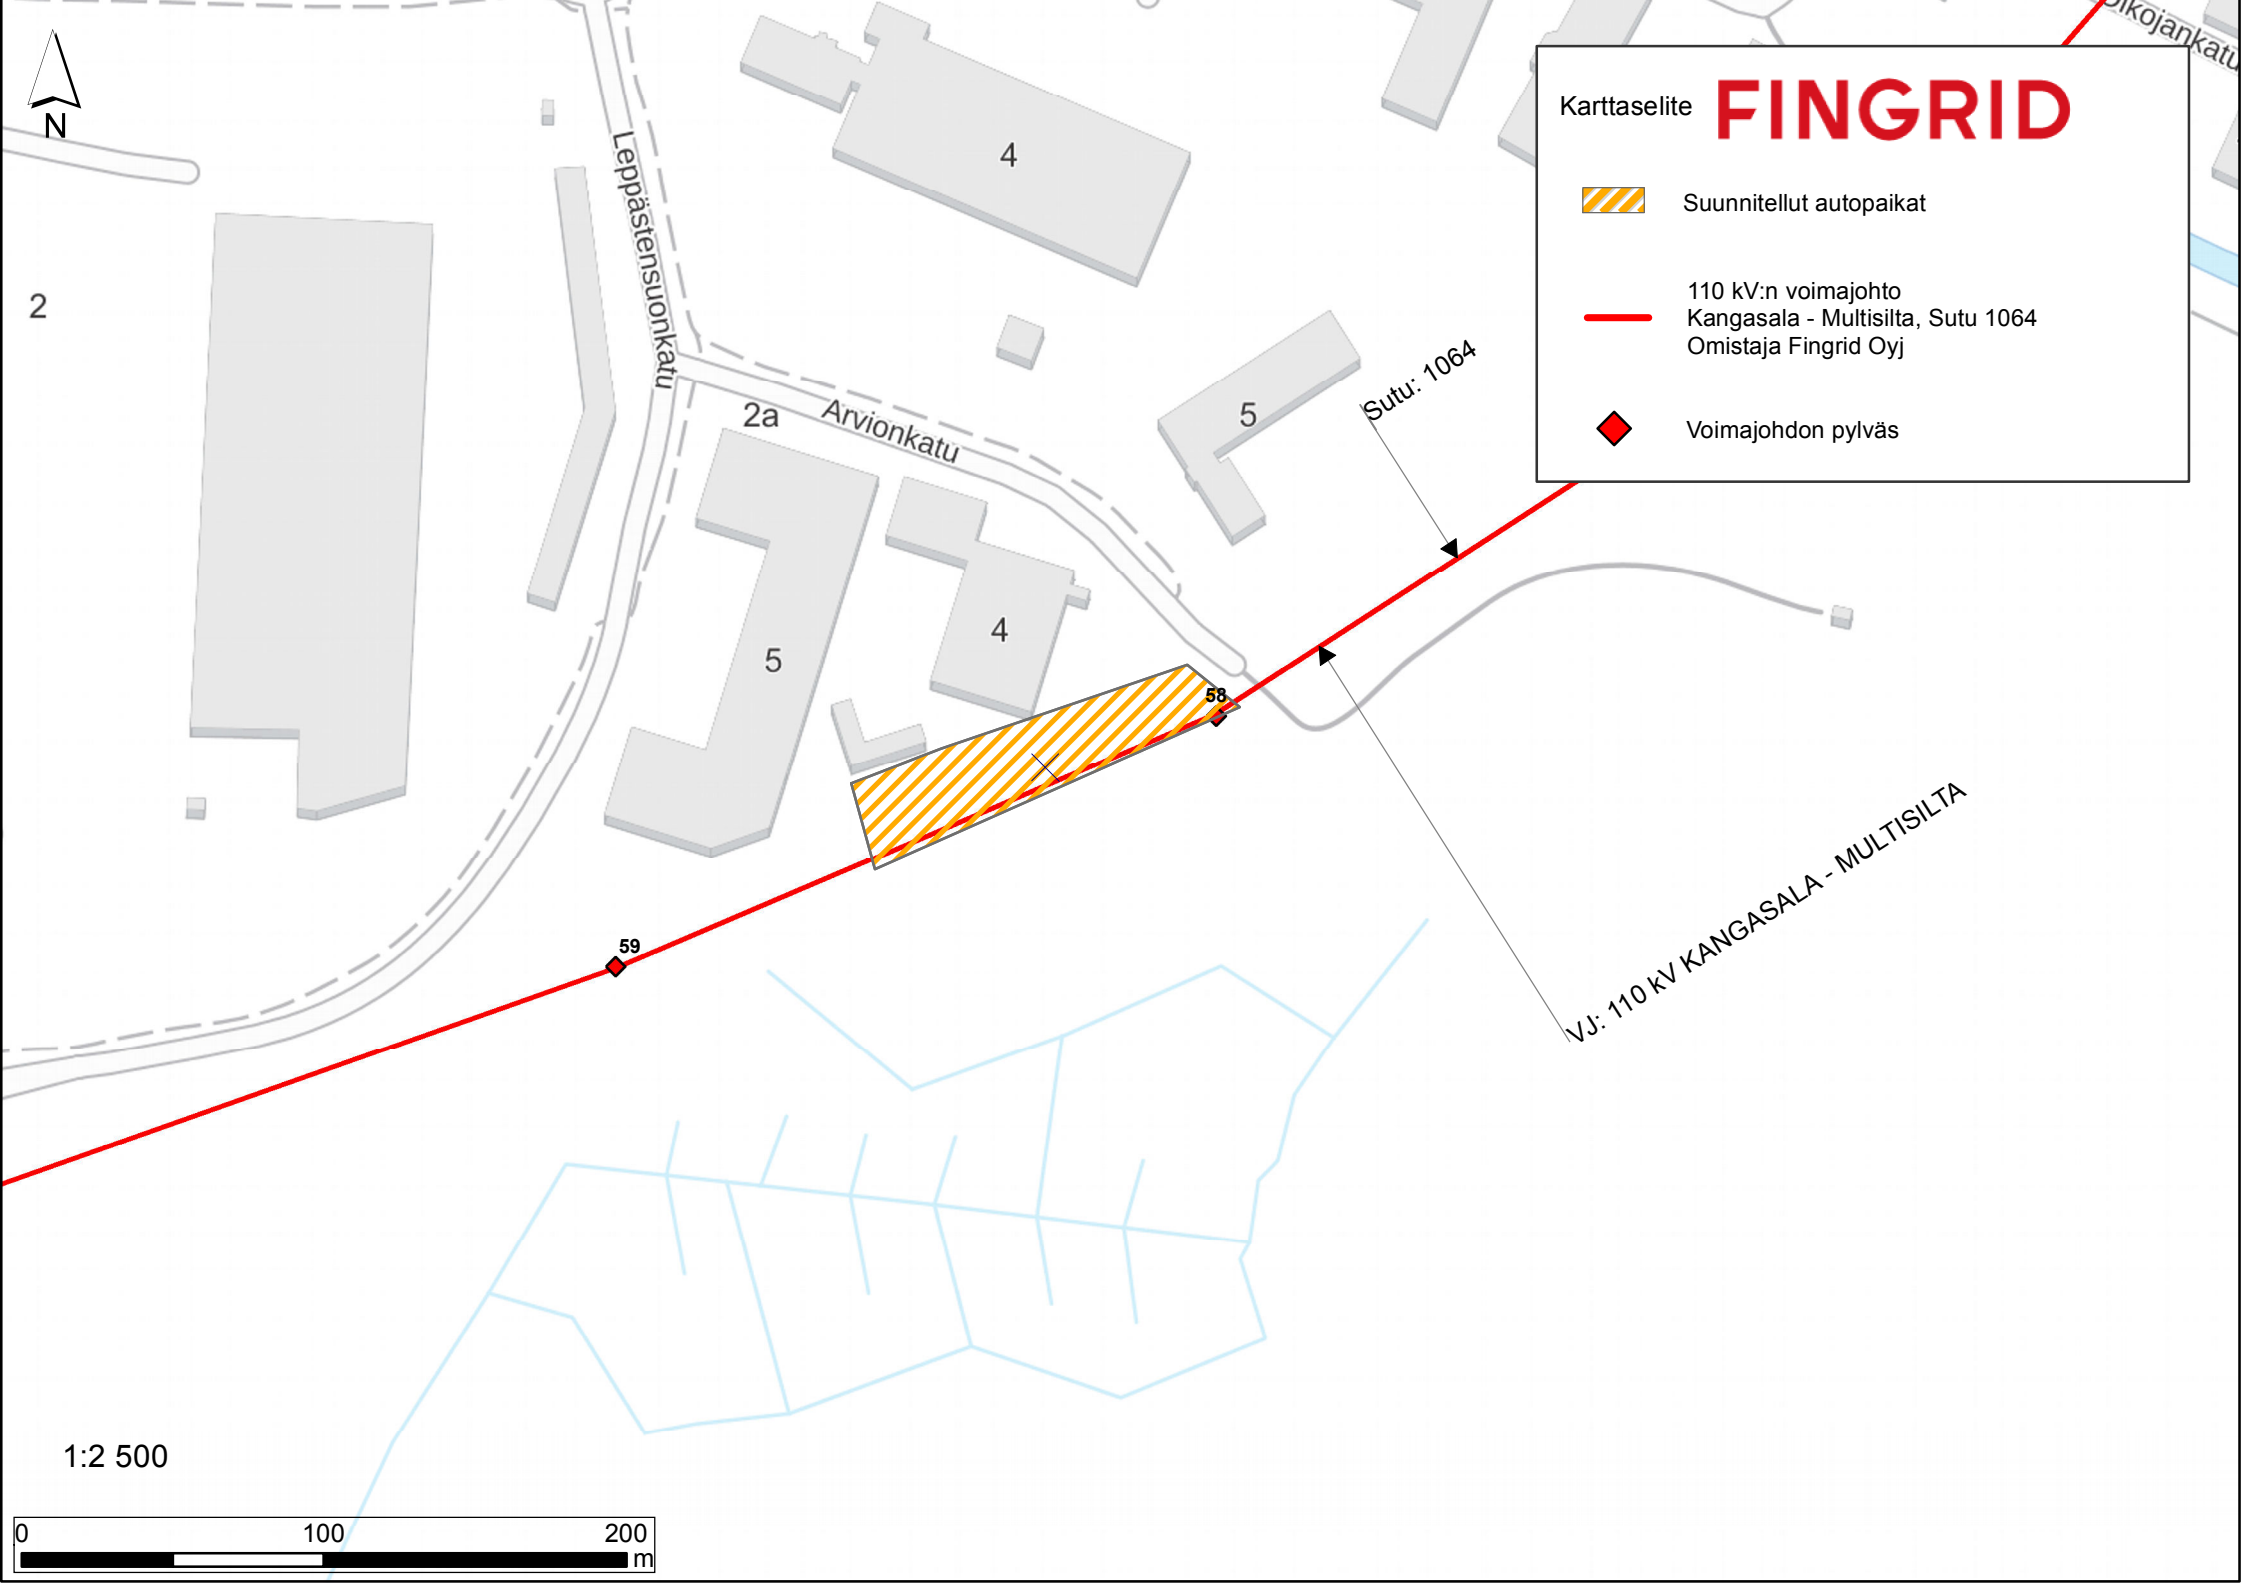 Oikojankatu
N
Karttaselite FINGRID
Suunnitellut autopaikat
110 kV:n voimajohto
Kangasala - Multisilta, Sutu 1064
Omistaja Fingrid Oyj
Voimajohdon pylväs
Leppästensuonkatu
4
2
2a
Arvionkatu
5
Sutu: 1064
4
5
58
VJ: 110 kV KANGASALA - MULTISILTA
59
1:2 500
0 100 200
m